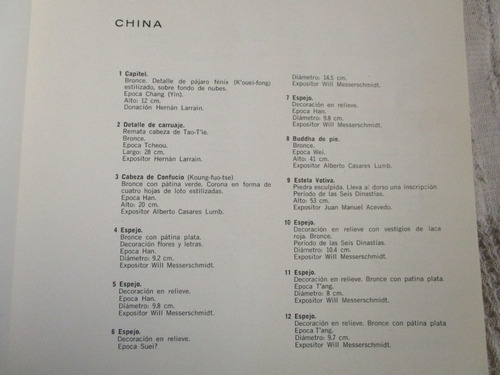 CHINA
1 Capitel.
Bronce. Detalle de pájaro fénix (K'ouei-fong)
estilizado, sobre fondo de nubes.
Epoca Chang (Yin).
Alto: 12 cm.
Donación Hernán Larrain.
2 Detalle de carruaje.
Remata cabeza de Tao-T'ie.
Bronce.
Epoca Tcheou.
Largo: 28 cm.
Expositor Hernán Larrain.
3 Cabeza de Confucio (Koung-fuo-tse)
Bronce con pátina verde. Corona en forma de
cuatro hojas de loto estilizadas.
Epoca Han.
Alto: 20 cm.
Expositor Alberto Casares Lumb.
4 Espejo.
Bronce con pátina plata.
Decoración flores y letras.
Epoca Han.
Diámetro: 9.2 cm.
Expositor Will Messerschmidt.
5 Espejo.
Decoración en relieve.
Epoca Han.
Diámetro: 9.8 cm.
Expositor Will Messerschmidt.
6 Espejo.
Decoración en relieve.
Epoca Suei?
Diámetro: 14.5 cm.
Expositor Will Messerschmidt.
7 Espejo.
Decoración en relieve.
Epoca Han.
Diámetro: 9.8 cm.
Expositor Will Messerschmidt.
8 Buddha de pie.
Bronce.
Epoca Wei.
Alto: 41 cm.
Expositor Alberto Casares Lumb.
9 Estela Votiva.
Piedra esculpida. Lleva al dorso una inscripción.
Período de las Seis Dinastías.
Alto: 53 cm.
Expositor Juan Manuel Acevedo.
10 Espejo.
Decoración en relieve con vestigios de laca
roja. Bronce.
Período de las Seis Dinastías.
Diámetro: 10.4 cm.
Expositor Will Messerschmidt.
11 Espejo.
Decoración en relieve. Bronce con patina plata.
Epoca T'ang.
Diámetro: 8 cm.
Expositor Will Messerschmidt.
12 Espejo.
Decoración en relieve. Bronce con pátina plata
Epoca T'ang.
Diámetro: 9.7 cm.
Expositor Will Messerschmidt.